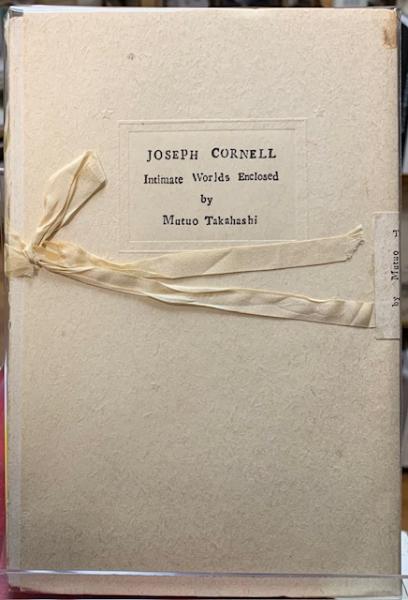 JOSEPH CORNELL
Intimate Worlds Enclosed
by
Mutuo Takahashi
by Mutuo T